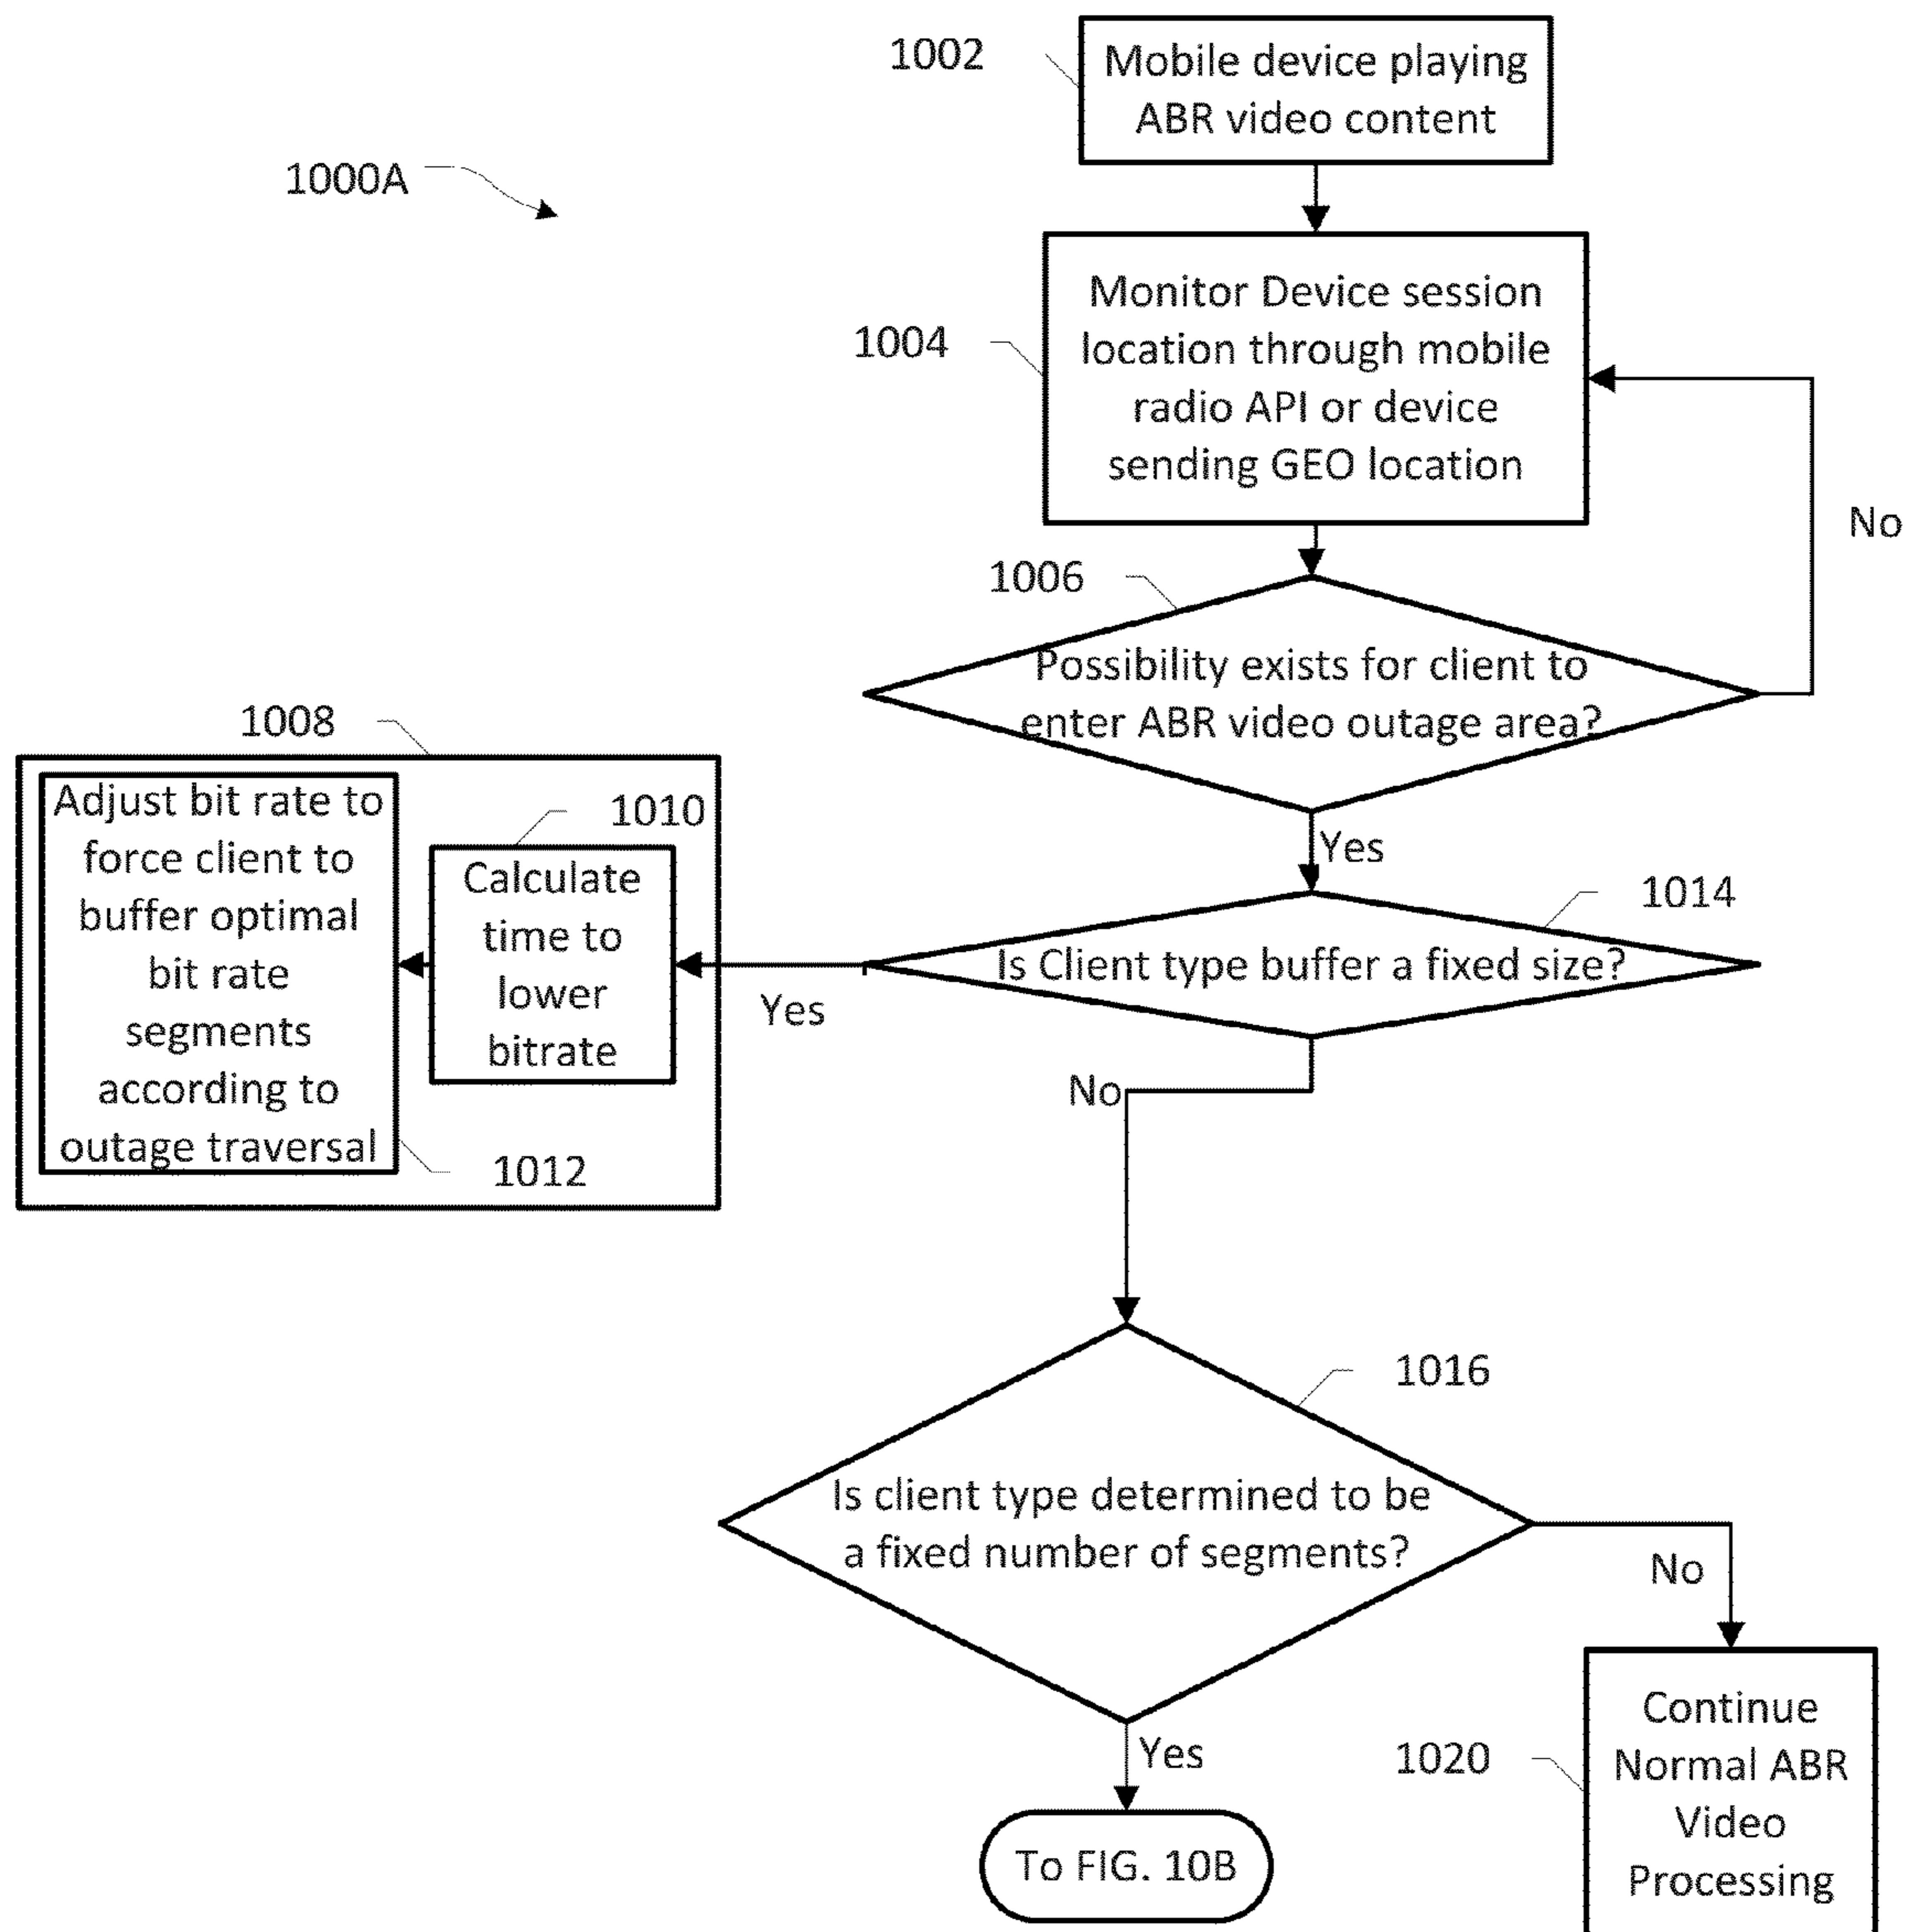 1002
Mobile device playing
ABR video content
1000A
1004
Monitor Device session
location through mobile
radio API or device
sending GEO location
No
1006
Possibility exists for client to
enter ABR video outage area?
Yes
1008
Adjust bit rate to
force client to
buffer optimal
bit rate
segments
according to
outage traversal
1010
Calculate
time to
lower
bitrate
1012
Yes
1014
Is Client type buffer a fixed size?
No
1016
Is client type determined to be
a fixed number of segments?
No
Yes
1020
Continue
Normal ABR
Video
Processing
To FIG. 10B